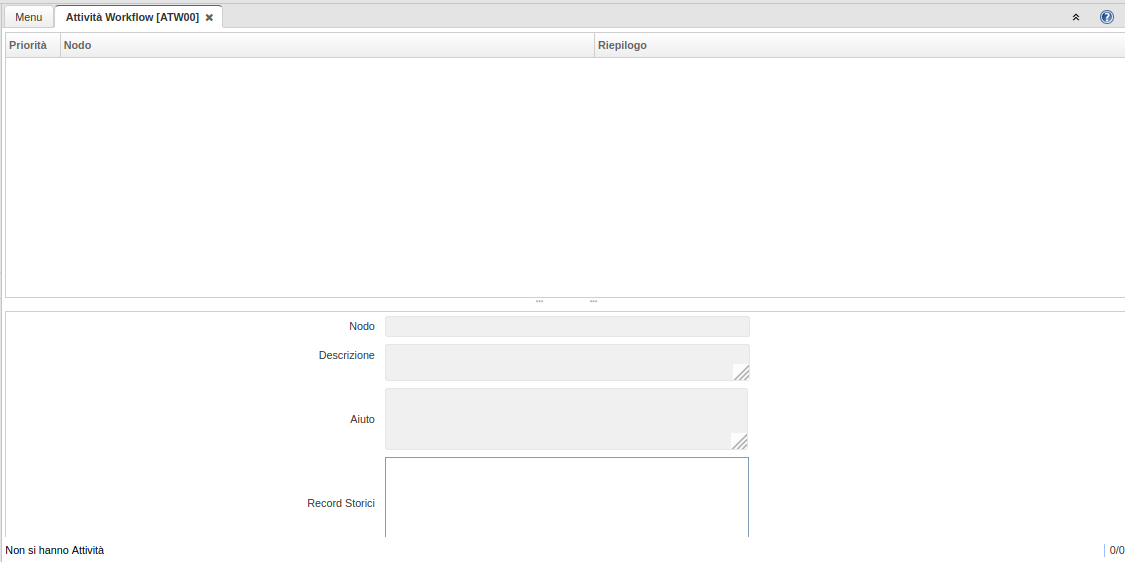 Menu Attività Workflow [ATW00]
Priorità Nodo Riepilogo
Nodo
Descrizione
Aiuto
Record Storici
Non si hanno Attività 0/0